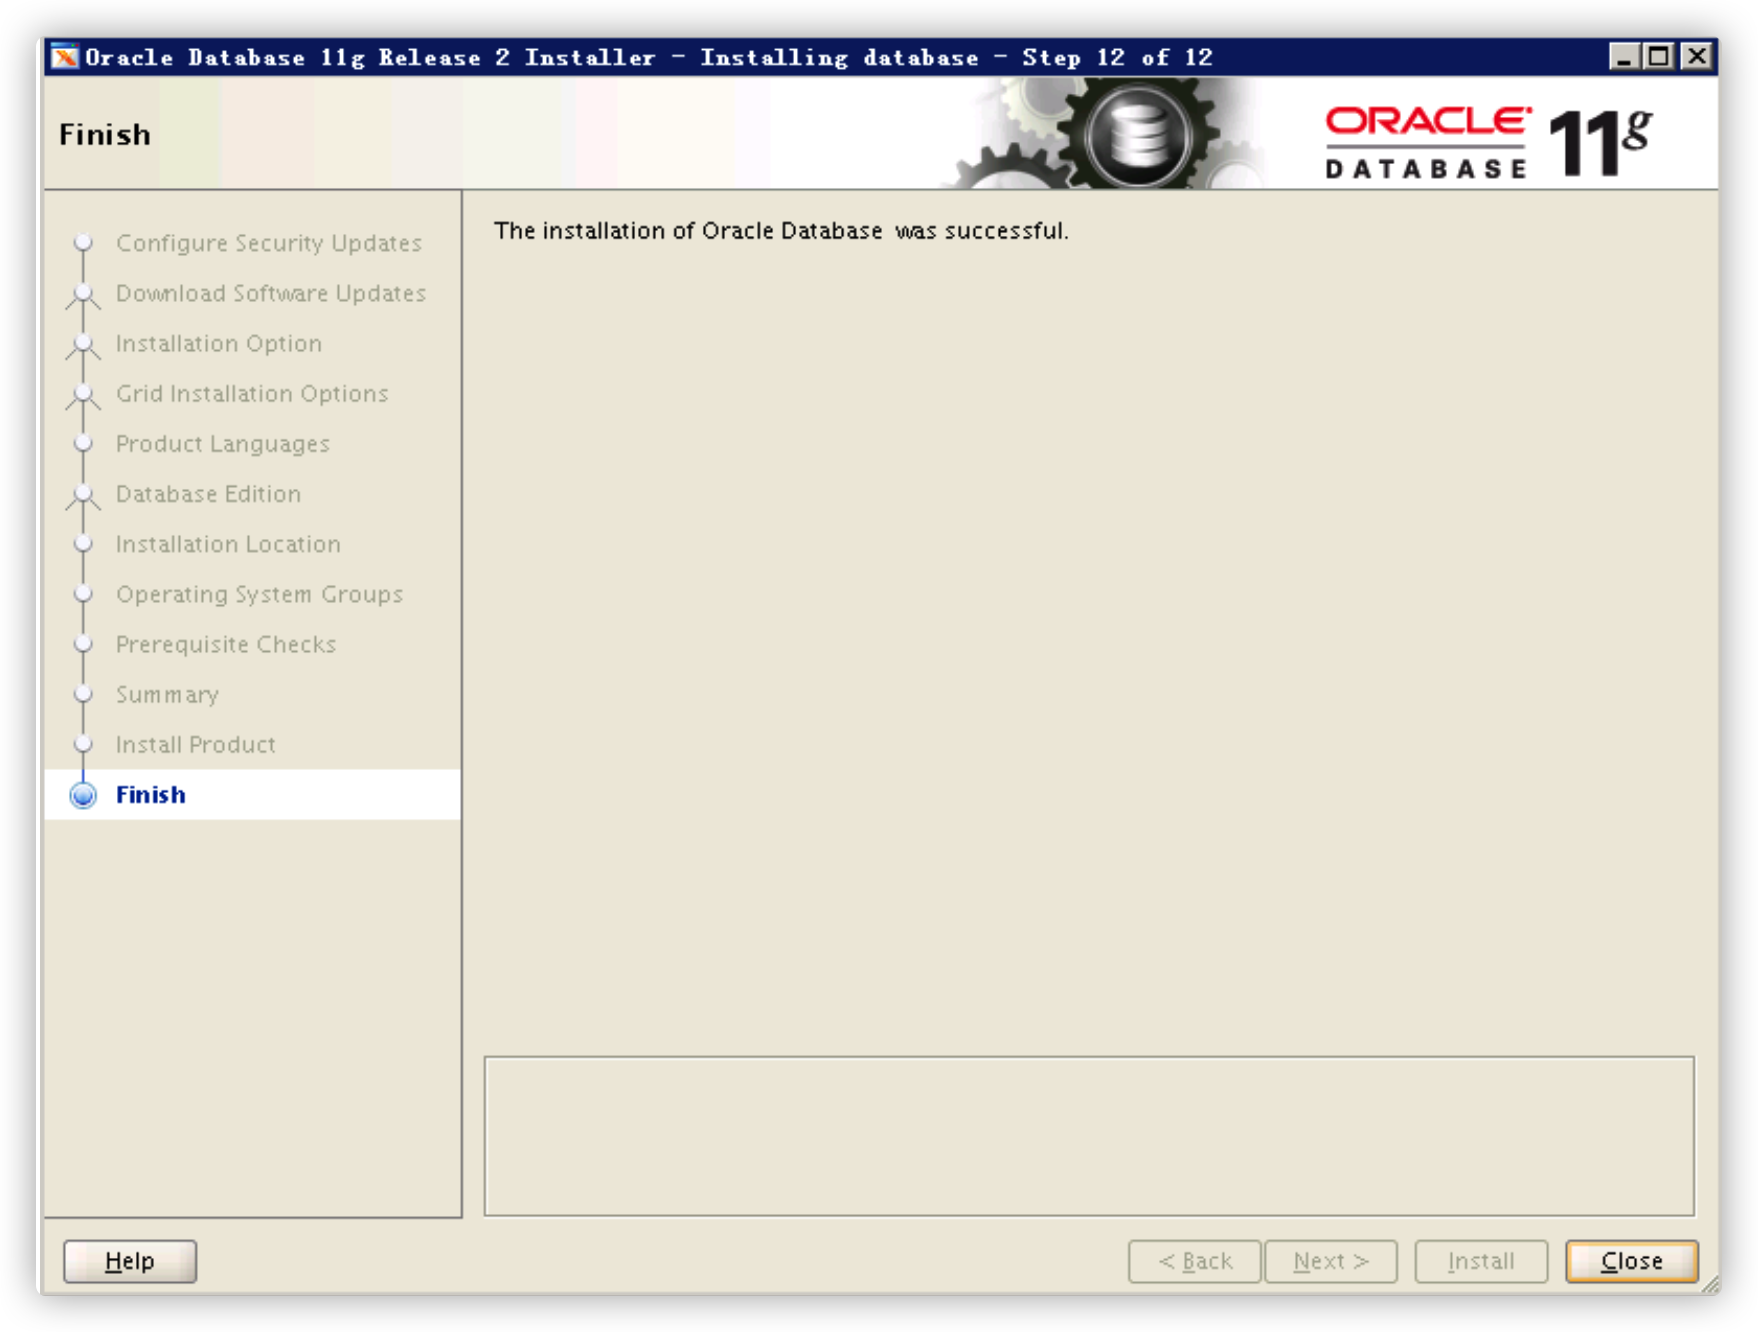 Oracle Database 11g Release 2 Installer - Installing database - Step 12 of 12
Finish
ORACLE
DATABASE 11g
Configure Security Updates
Download Software Updates
Installation Option
Grid Installation Options
Product Languages
Database Edition
Installation Location
Operating System Groups
Prerequisite Checks
Summary
Install Product
Finish
The installation of Oracle Database was successful.
Help
< Back
Next >
Install
Close